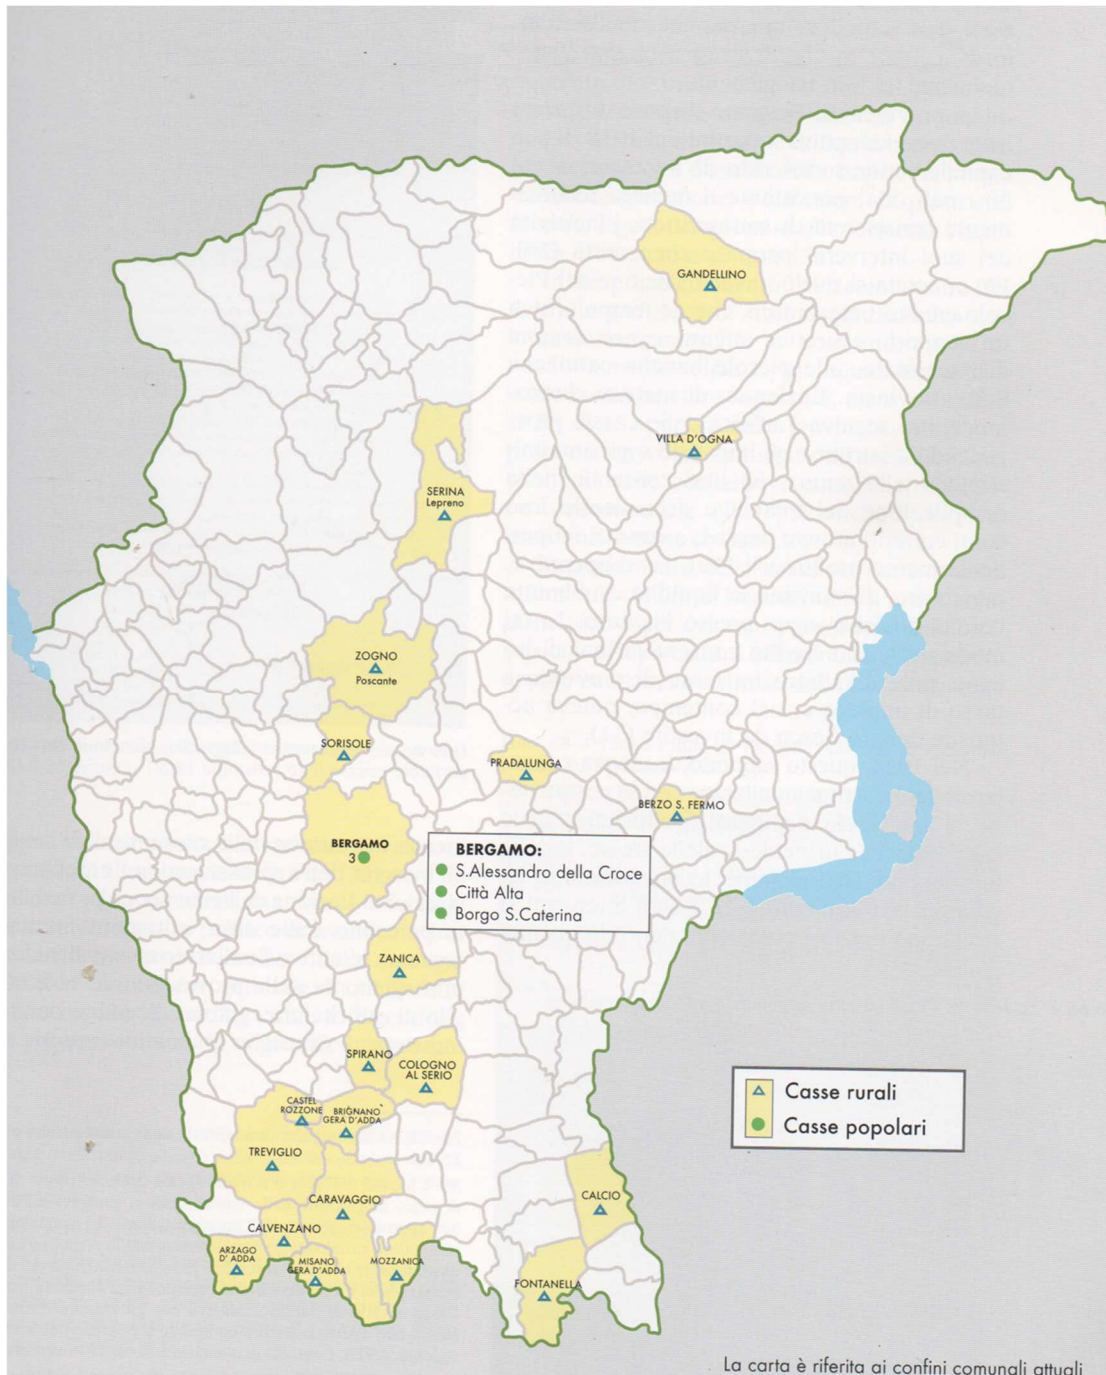 GANDELLINO
VILLA D'OGNA
SERINA
Lepreno
ZOGNO
Poscante
SORISOLE
PRADALUNGA
BERZO S. FERMO
BERGAMO
3
BERGAMO:
S.Alessandro della Croce
Città Alta
Borgo S.Caterina
ZANICA
SPIRANO
COLOGNO
AL SERIO
CASTEL
ROZZONE
BRIGNANO
GERA D'ADDA
TREVIGLIO
CARAVAGGIO
CALCIO
CALVENZANO
ARZAGO
D' ADDA
MISANO
GERA D'ADDA
MOZZANICA
FONTANELLA
Casse rurali
Casse popolari
La carta è riferita ai confini comunali attuali